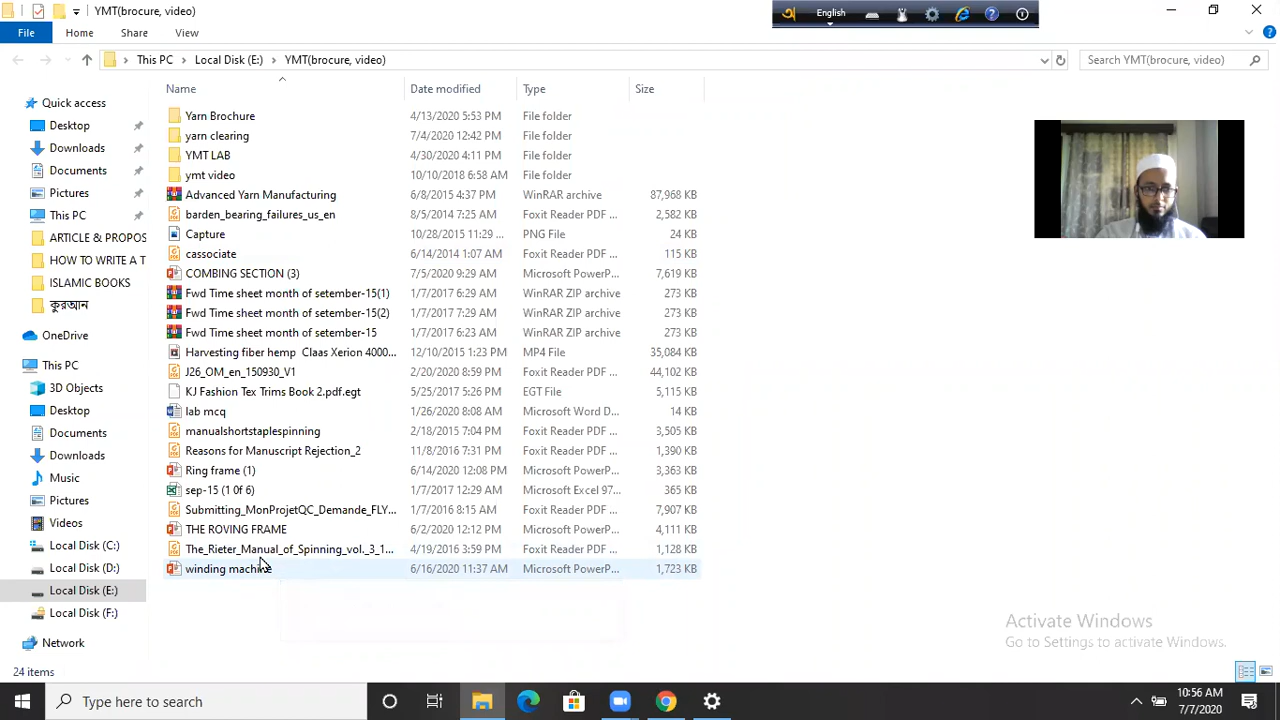 YMT(brocure, video)
English
File Home Share View
This PC Local Disk (E:) YMT(brocure, video)
Search YMT(brocure, video)
Name Date modified Type Size
Yarn Brochure 4/13/2020 5:53 PM File folder
yarn clearing 7/4/2020 12:42 PM File folder
YMT LAB 4/30/2020 4:11 PM File folder
ymt video 10/10/2018 6:58 AM File folder
Advanced Yarn Manufacturing 6/8/2015 4:37 PM WinRAR archive 87,968 KB
barden_bearing_failures_us_en 8/5/2014 7:25 AM Foxit Reader PDF ... 2,582 KB
Capture 10/28/2015 11:29 ... PNG File 24 KB
cassociate 6/14/2014 1:07 AM Foxit Reader PDF ... 115 KB
COMBING SECTION (3) 7/5/2020 9:29 AM Microsoft PowerP... 7,619 KB
Fwd Time sheet month of setember-15(1) 1/7/2017 6:29 AM WinRAR ZIP archive 273 KB
Fwd Time sheet month of setember-15(2) 1/7/2017 7:29 AM WinRAR ZIP archive 273 KB
Fwd Time sheet month of setember-15 1/7/2017 6:23 AM WinRAR ZIP archive 273 KB
Harvesting fiber hemp Claas Xerion 4000... 12/10/2015 1:23 PM MP4 File 35,084 KB
J26_OM_en_150930_V1 2/20/2020 8:59 PM Foxit Reader PDF ... 44,102 KB
KJ Fashion Tex Trims Book 2.pdf.egt 5/25/2017 5:26 PM EGT File 5,115 KB
lab mcq 1/26/2020 8:08 AM Microsoft Word D... 14 KB
manualshortstaplespinning 2/18/2015 7:04 PM Foxit Reader PDF ... 3,505 KB
Reasons for Manuscript Rejection_2 11/8/2016 7:31 PM Foxit Reader PDF ... 1,390 KB
Ring frame (1) 6/14/2020 12:08 PM Microsoft PowerP... 3,363 KB
sep-15 (1 0f 6) 1/7/2017 12:29 AM Microsoft Excel 97... 365 KB
Submitting_MonProjetQC_Demande_FLY... 1/7/2016 8:15 AM Foxit Reader PDF ... 7,907 KB
THE ROVING FRAME 6/2/2020 12:12 PM Microsoft PowerP... 4,111 KB
The_Rieter_Manual_of_Spinning_vol._3_1... 4/19/2016 3:59 PM Foxit Reader PDF ... 1,128 KB
winding machine 6/16/2020 11:37 AM Microsoft PowerP... 1,723 KB
Quick access
Desktop
Downloads
Documents
Pictures
This PC
ARTICLE & PROPOS
HOW TO WRITE A T
ISLAMIC BOOKS
কুরআন
OneDrive
This PC
3D Objects
Desktop
Documents
Downloads
Music
Pictures
Videos
Local Disk (C:)
Local Disk (D:)
Local Disk (E:)
Local Disk (F:)
Network
24 items
Activate Windows
Go to Settings to activate Windows.
Type here to search
10:56 AM
7/7/2020